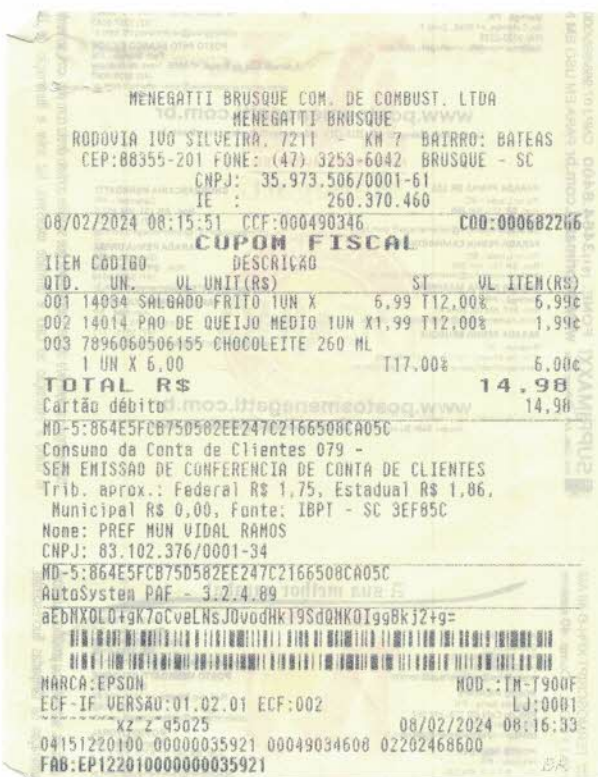 MENEGATTI BRUSQUE COM. DE COMBUST. LTDA
MENEGATTI BRUSQUE
RODOVIA IVO SILVEIRA, 7211 - KM 7 BAIRRO: BATEAS
CEP:88355-201 FONE: (47) 3253-6042 BRUSQUE - SC
CNPJ: 35.973.506/0001-61
IE : 260.370.460
08/02/2024 08:15:51 CCF:000490346 COO:000682266
CUPOM FISCAL
ITEM CÓDIGO DESCRIÇÃO
QTD. UN. VL UNIT(R$) ST VL ITEM(R$)
001 14034 SALGADO FRITO 1UN X 6,99 T12,00% 6,99¢
002 14014 PAO DE QUEIJO MEDIO 1UN X1,99 T12,00% 1,99¢
003 7896060506155 CHOCOLEITE 260 ML
1 UN X 6,00 T17,00% 6,00¢
TOTAL R$ 14,98
Cartão débito 14,98
MD-5:864E5FCB75D582EE247C2166508CA05C
Consumo da Conta de Clientes 079 -
SEM EMISSAO DE CONFERENCIA DE CONTA DE CLIENTES
Trib. aprox.: Federal R$ 1,75, Estadual R$ 1,86,
Municipal R$ 0,00, Fonte: IBPT - SC 3EF85C
Nome: PREF MUN VIDAL RAMOS
CNPJ: 83.102.376/0001-34
MD-5:864E5FCB75D582EE247C2166508CA05C
AutoSystem PAF - 3.2.4.89
MARCA:EPSON MOD.:TM-T900F
ECF-IF VERSÃO:01.02.01 ECF:002 LJ:0001
08/02/2024 08:16:33
04151220100 00000035921 00049034608 02202468600
FAB:EP122010000000035921